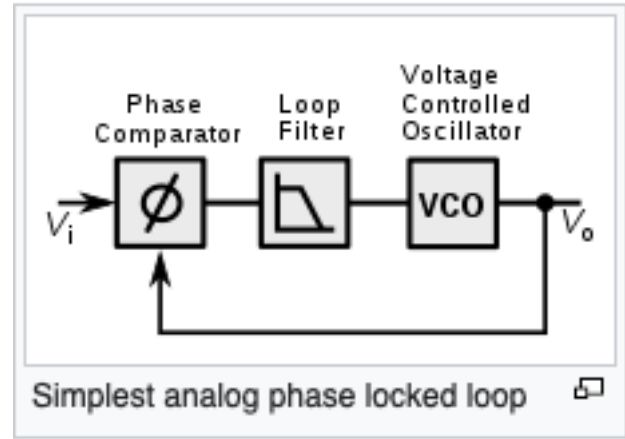 Phase
Comparator
Loop
Filter
Voltage
Controlled
Oscillator
Vi
ϕ
VCO
Vo
Simplest analog phase locked loop